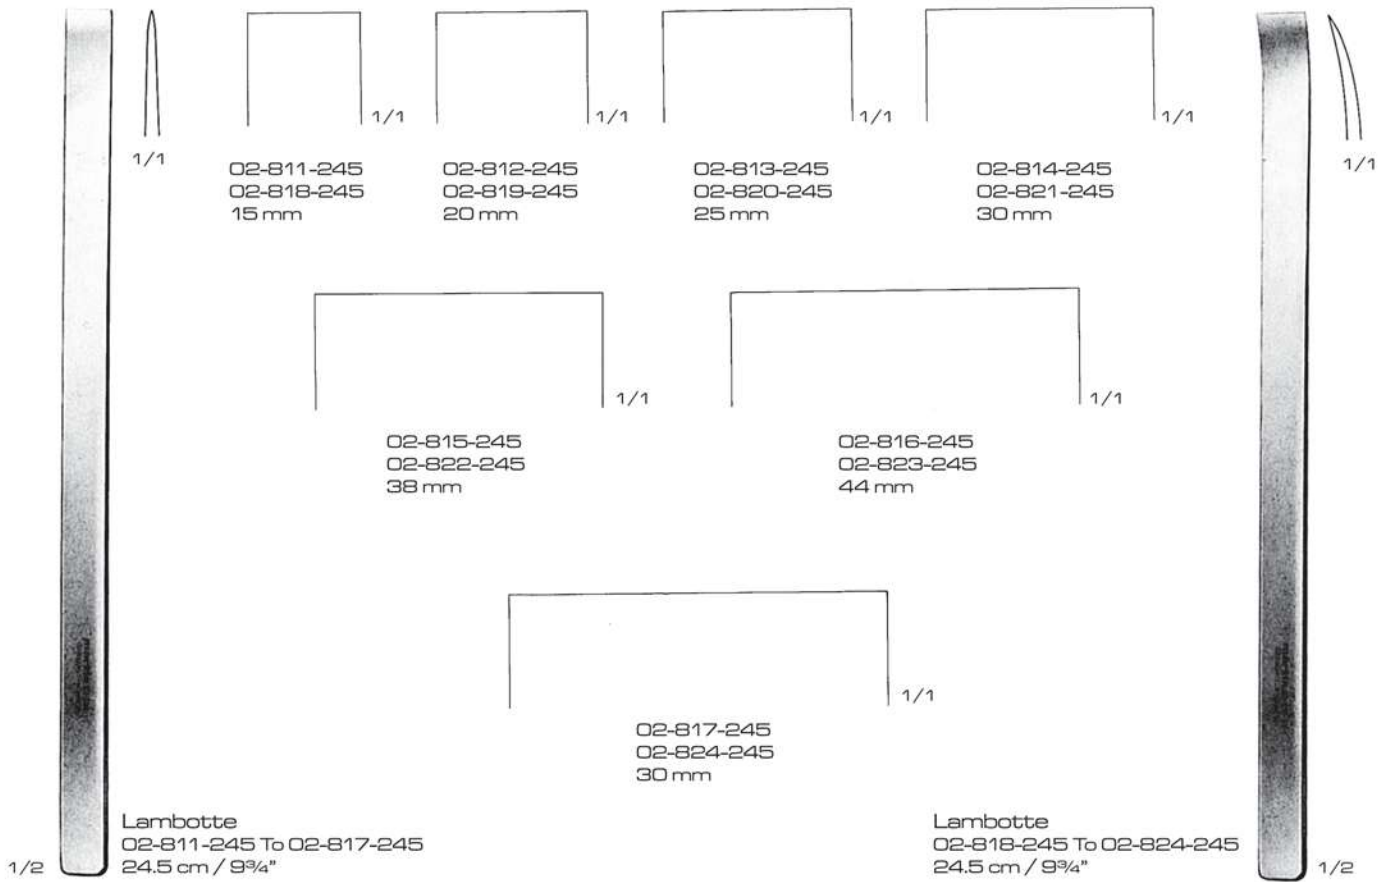 1/1
1/1
1/1
1/1
1/1
1/1
02-811-245
02-818-245
15 mm
02-812-245
02-819-245
20 mm
02-813-245
02-820-245
25 mm
02-814-245
02-821-245
30 mm
1/1
1/1
02-815-245
02-822-245
38 mm
02-816-245
02-823-245
44 mm
1/1
02-817-245
02-824-245
30 mm
Lambotte
02-811-245 To 02-817-245
24.5 cm / 9¾"
1/2
Lambotte
02-818-245 To 02-824-245
24.5 cm / 9¾"
1/2